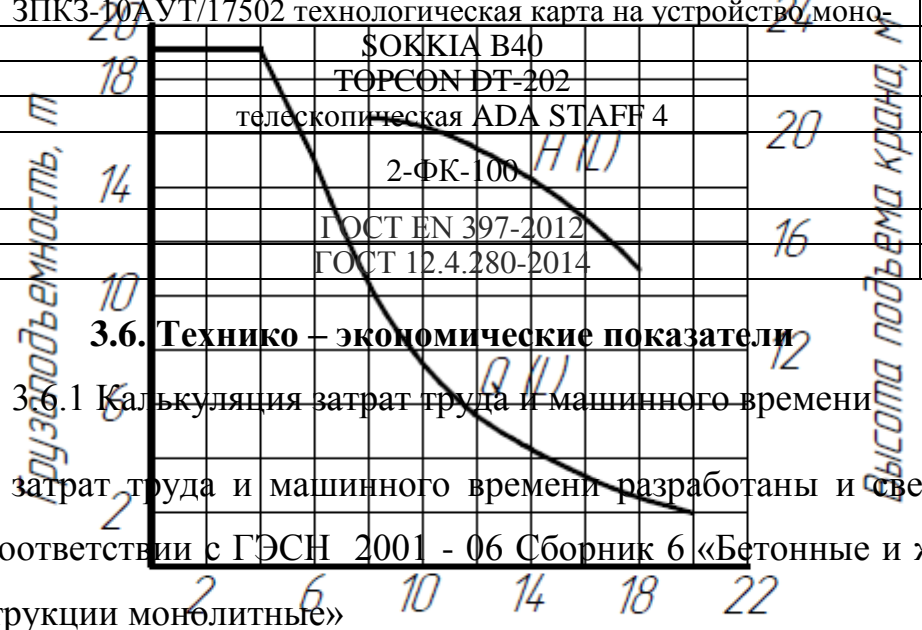 ЗПКЗ-10АУТ/17502 технологическая карта на устройство моно-
20
24
SOKKIA B40
18
TOPCON DT-202
телескопическая ADA STAFF 4
20
H (L)
2-ФК-100
14
ГОСТ EN 397-2012
16
ГОСТ 12.4.280-2014
10
3.6. Технико – экономические показатели
12
Q (L)
3.6.1 Калькуляция затрат труда и машинного времени
6
затрат труда и машинного времени разработаны и све
2
оответствии с ГЭСН 2001 - 06 Сборник 6 «Бетонные и ж
трукции монолитные»
2 6 10 14 18 22
Грузоподъемность, т
Высота подъема крана, м